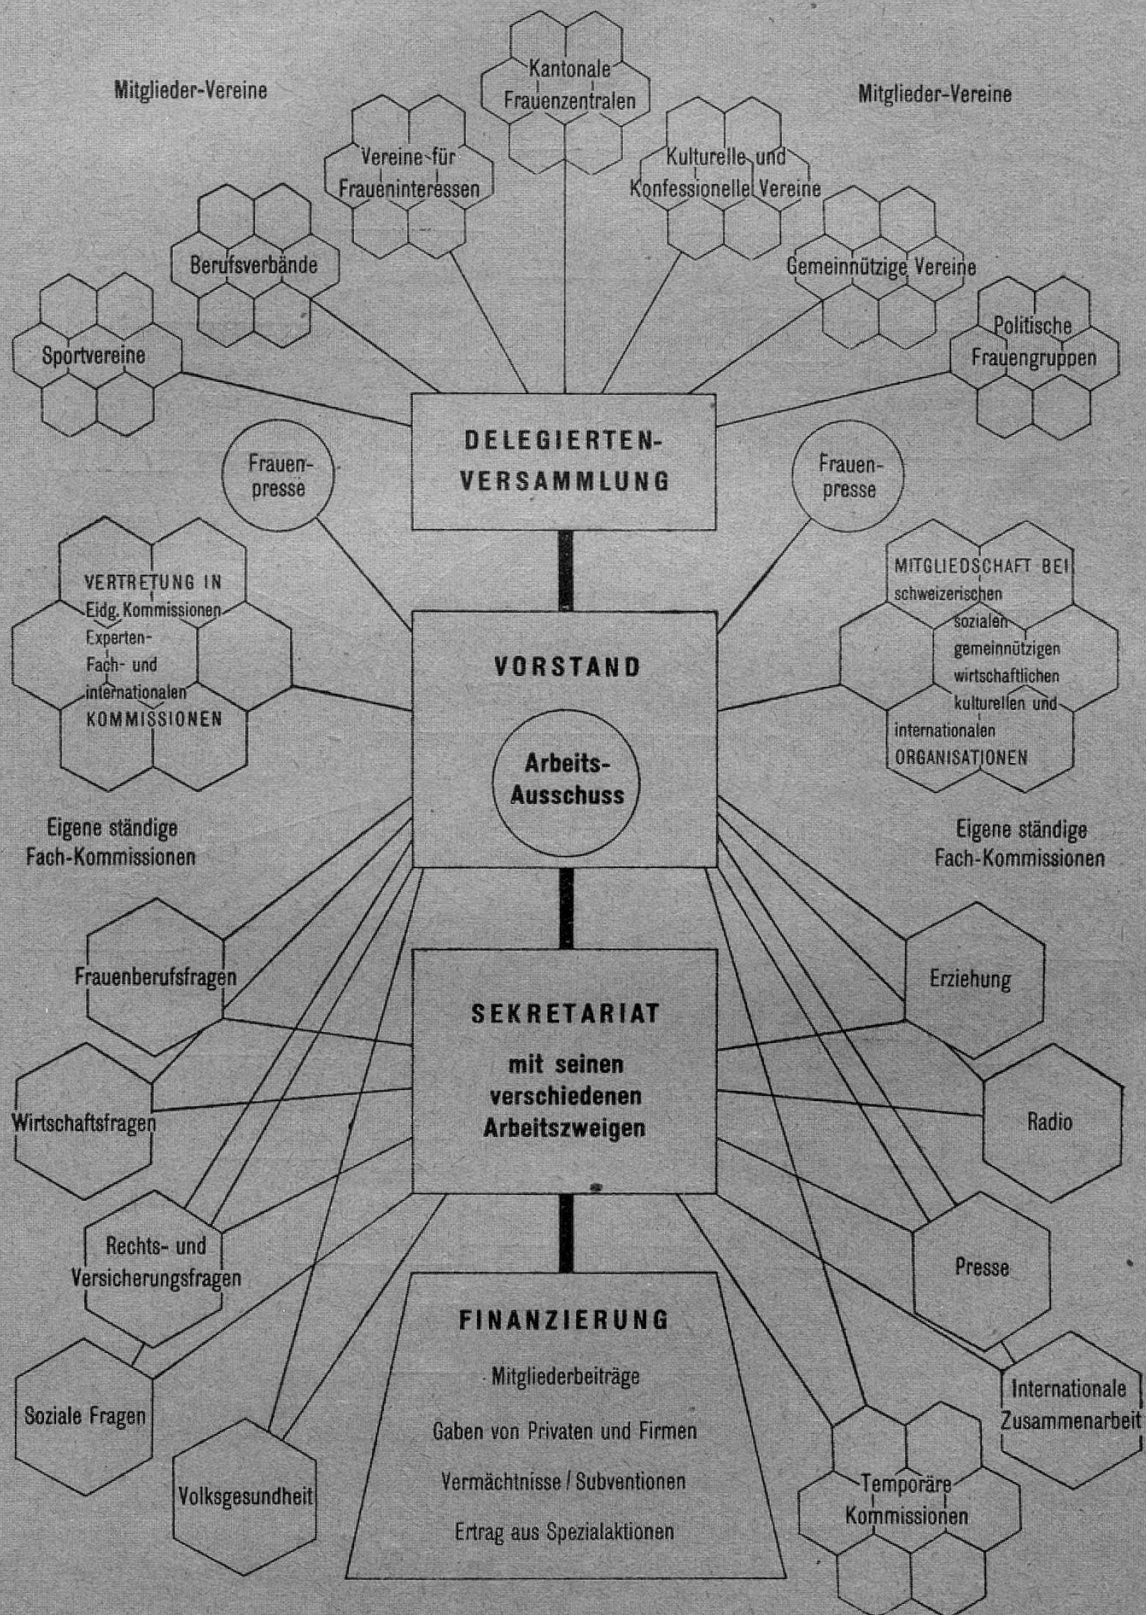 Kantonale
Frauenzentralen
Mitglieder-Vereine
Mitglieder-Vereine
Vereine für
Fraueninteressen
Kulturelle und
Konfessionelle Vereine
Berufsverbände
Gemeinnützige Vereine
Sportvereine
Politische
Frauengruppen
DELEGIERTEN-
VERSAMMLUNG
Frauen-
presse
Frauen-
presse
VERTRETUNG IN
Eidg. Kommissionen
Experten-
Fach- und
internationalen
KOMMISSIONEN
VORSTAND
Arbeits-
Ausschuss
MITGLIEDSCHAFT BEI
schweizerischen
sozialen
gemeinnützigen
wirtschaftlichen
kulturellen und
internationalen
ORGANISATIONEN
Eigene ständige
Fach-Kommissionen
Eigene ständige
Fach-Kommissionen
Frauenberufsfragen
Erziehung
SEKRETARIAT
mit seinen
verschiedenen
Arbeitszweigen
Wirtschaftsfragen
Radio
Rechts- und
Versicherungsfragen
Presse
FINANZIERUNG
Mitgliederbeiträge
Gaben von Privaten und Firmen
Vermächtnisse / Subventionen
Ertrag aus Spezialaktionen
Soziale Fragen
Internationale
Zusammenarbeit
Volksgesundheit
Temporäre
Kommissionen